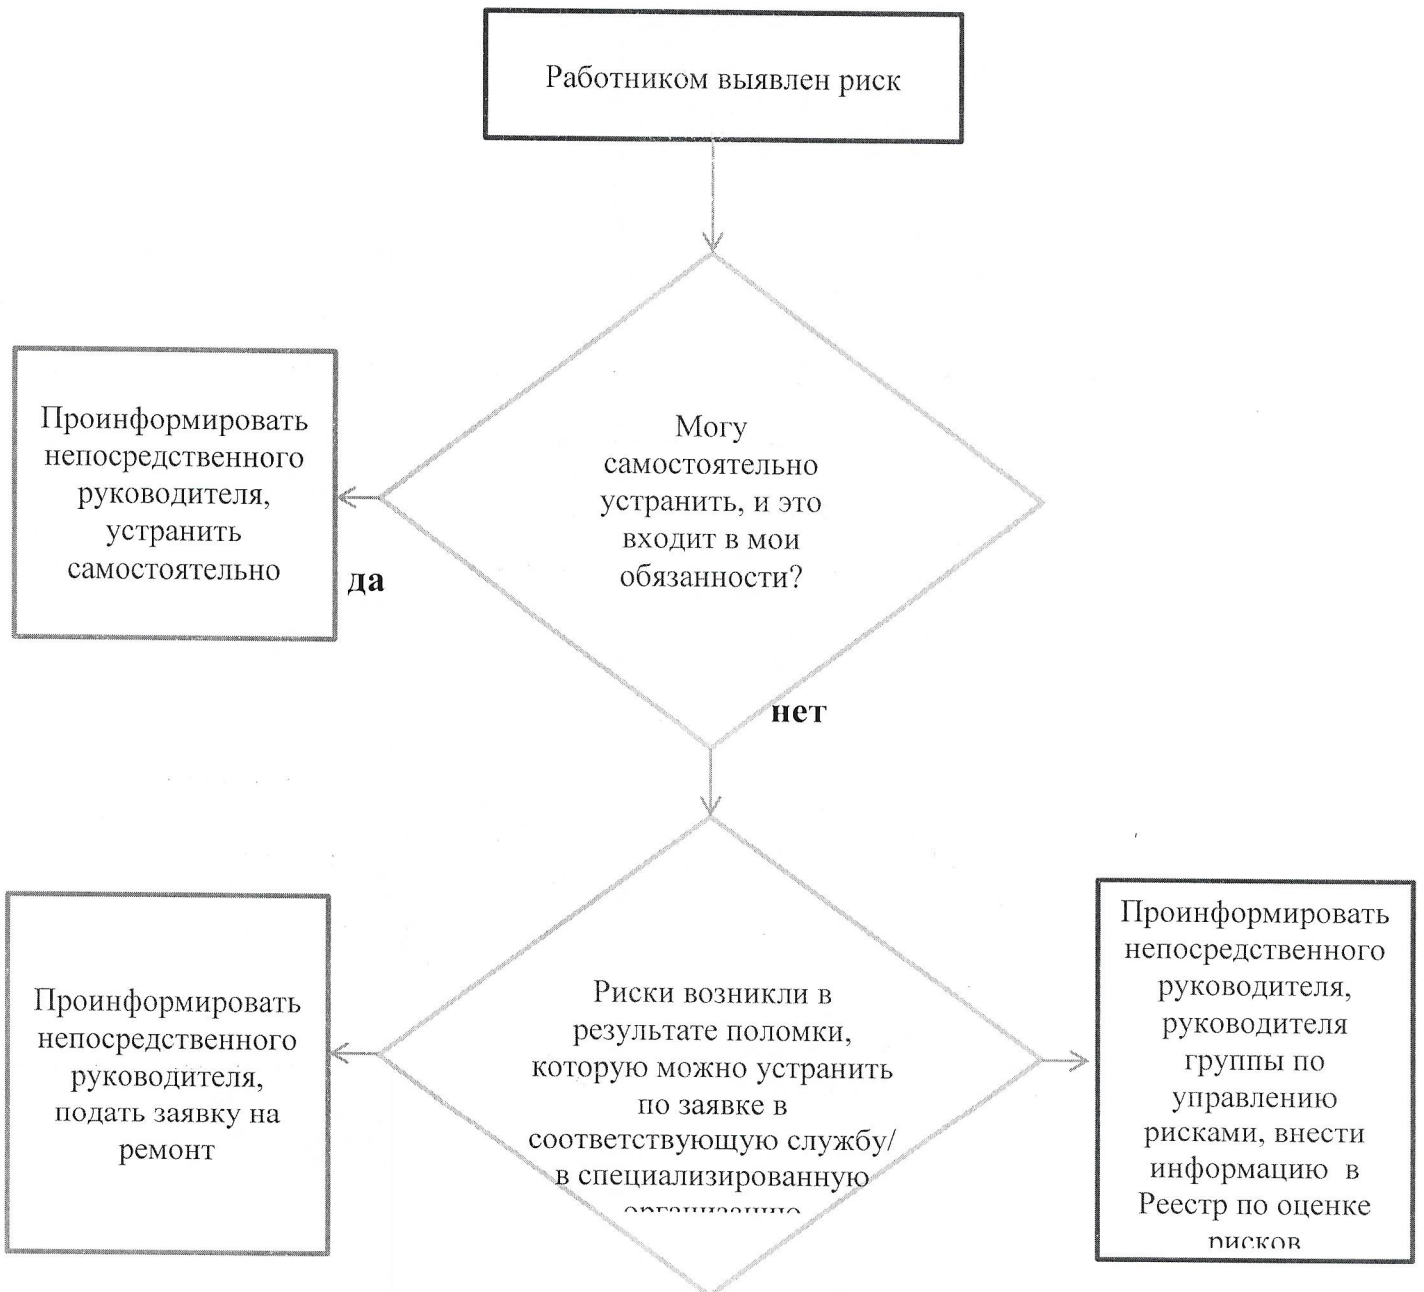 Работником выявлен риск
Могу
самостоятельно
устранить, и это
входит в мои
обязанности?
Проинформировать
непосредственного
руководителя,
устранить
самостоятельно
да
нет
Риски возникли в
результате поломки,
которую можно устранить
по заявке в
соответствующую службу/
в специализированную
организацию
Проинформировать
непосредственного
руководителя,
подать заявку на
ремонт
Проинформировать
непосредственного
руководителя,
руководителя
группы по
управлению
рисками, внести
информацию в
Реестр по оценке
рисков